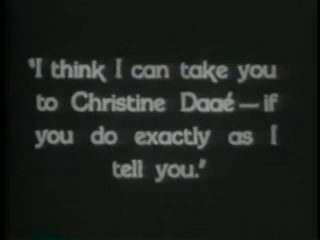 "I think I can take you
to Christine Daaé — if
you do exactly as I
tell you."